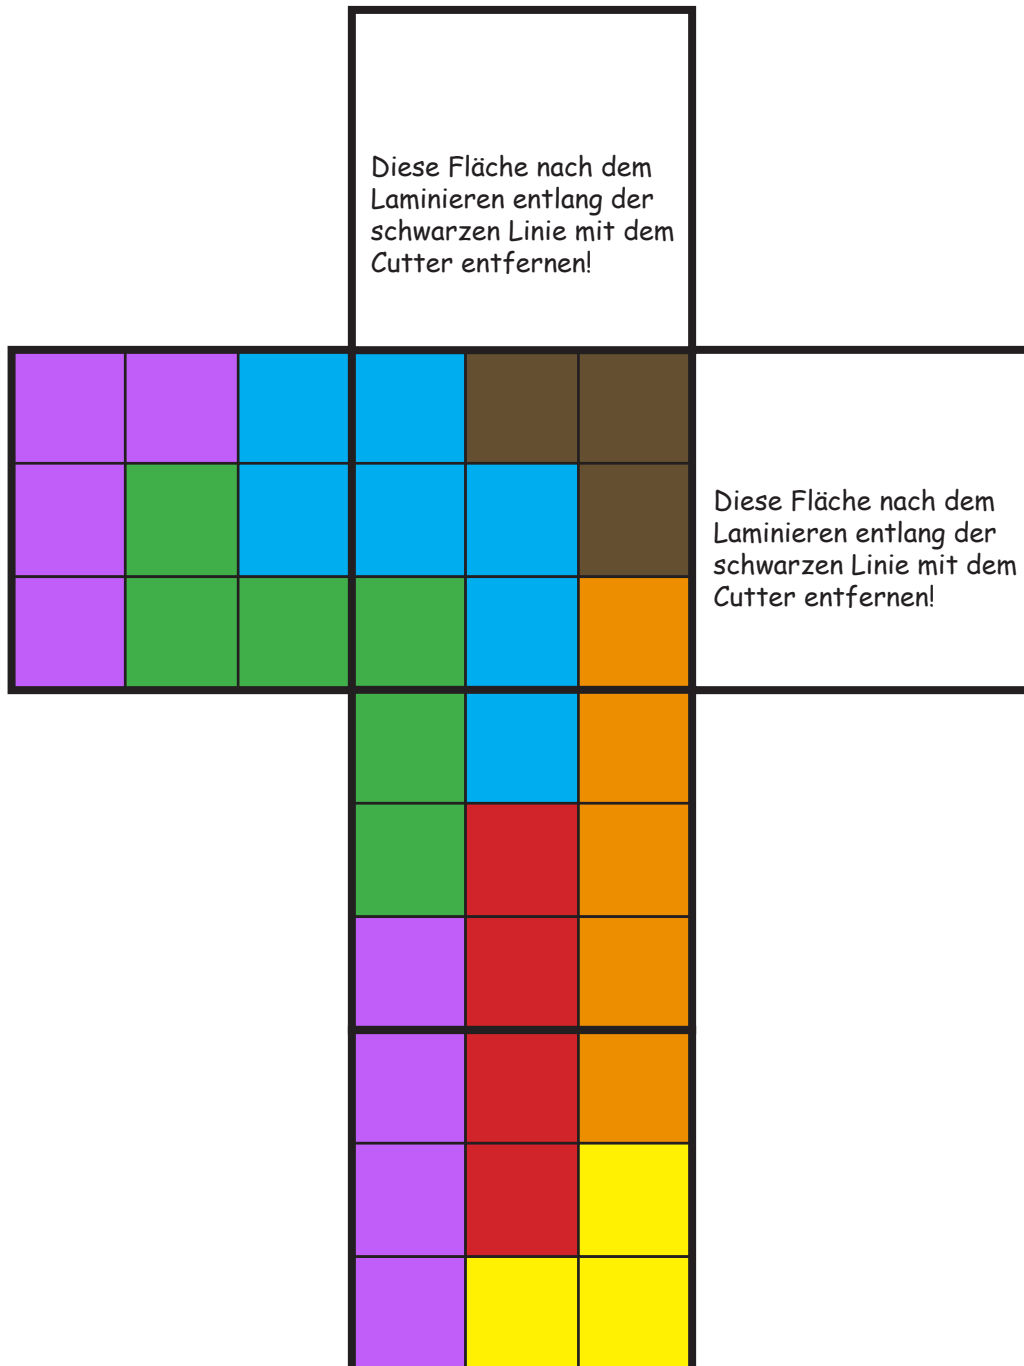 Diese Fläche nach dem
Laminieren entlang der
schwarzen Linie mit dem
Cutter entfernen!
Diese Fläche nach dem
Laminieren entlang der
schwarzen Linie mit dem
Cutter entfernen!